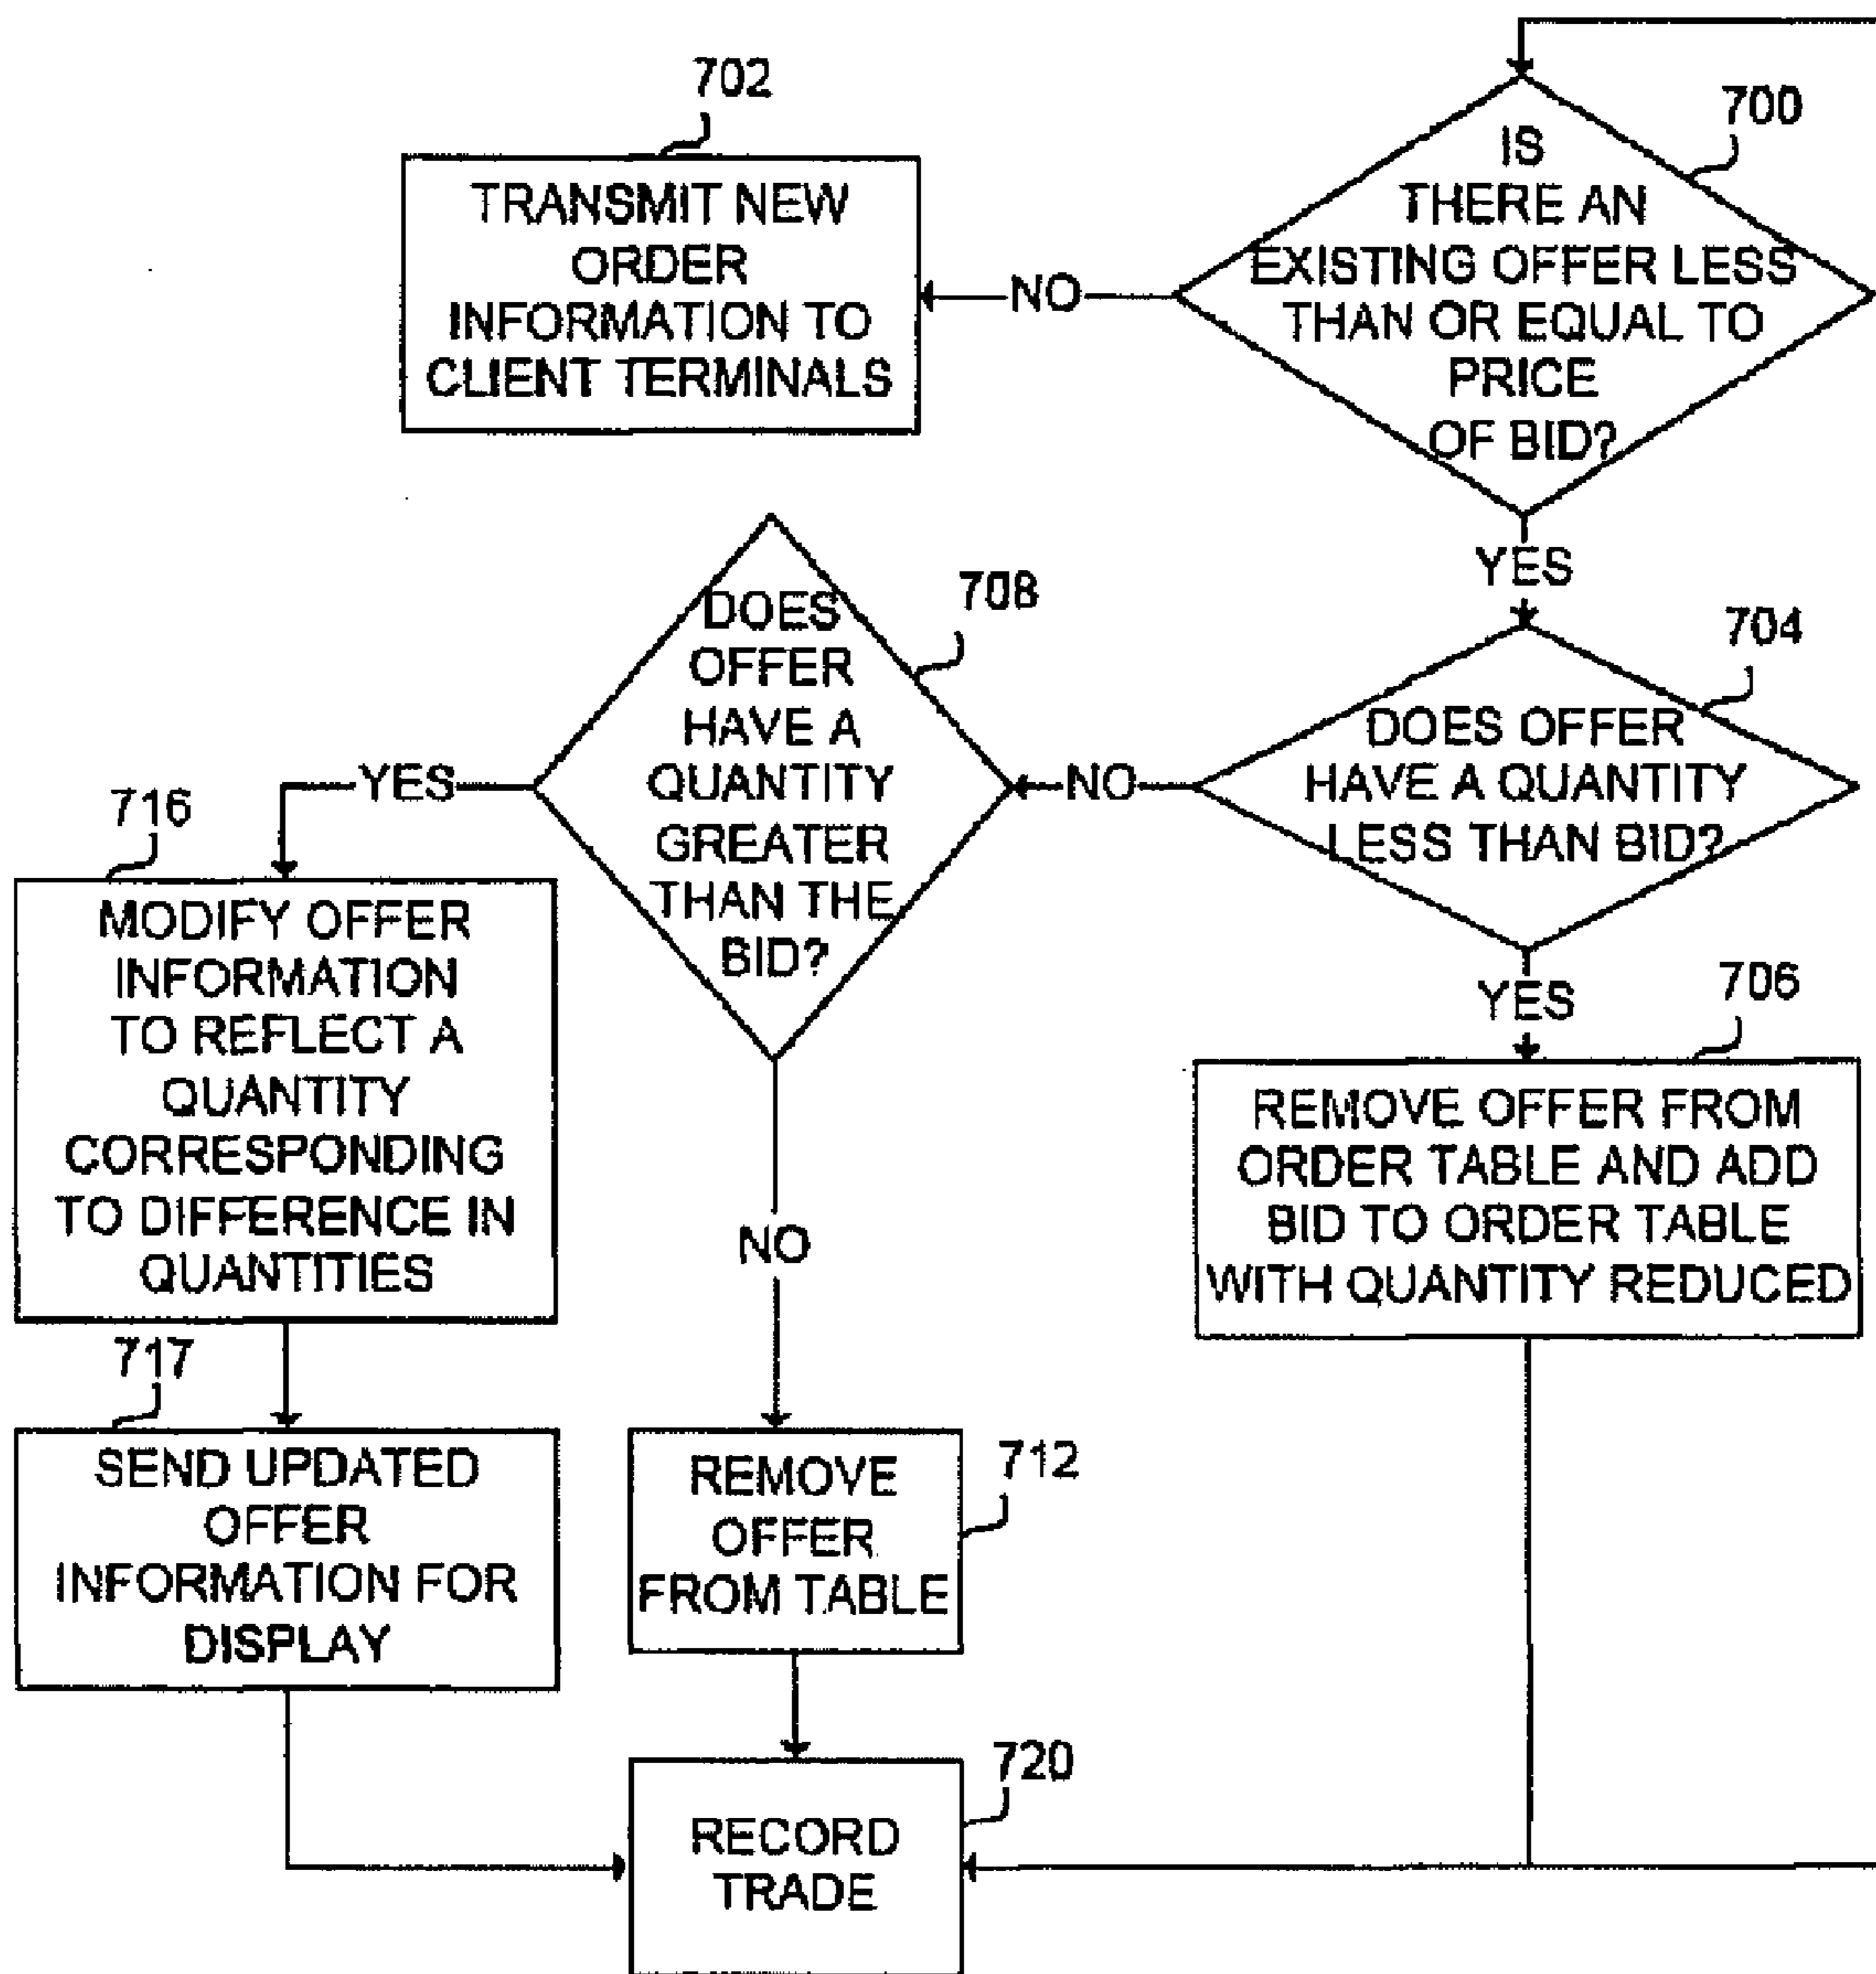 702
TRANSMIT NEW
ORDER
INFORMATION TO
CLIENT TERMINALS
NO
700
IS
THERE AN
EXISTING OFFER LESS
THAN OR EQUAL TO
PRICE
OF BID?
YES
704
DOES OFFER
HAVE A QUANTITY
LESS THAN BID?
NO
708
DOES
OFFER
HAVE A
QUANTITY
GREATER
THAN THE
BID?
YES
716
MODIFY OFFER
INFORMATION
TO REFLECT A
QUANTITY
CORRESPONDING
TO DIFFERENCE IN
QUANTITIES
NO
YES
706
REMOVE OFFER FROM
ORDER TABLE AND ADD
BID TO ORDER TABLE
WITH QUANTITY REDUCED
717
SEND UPDATED
OFFER
INFORMATION FOR
DISPLAY
712
REMOVE
OFFER
FROM TABLE
720
RECORD
TRADE